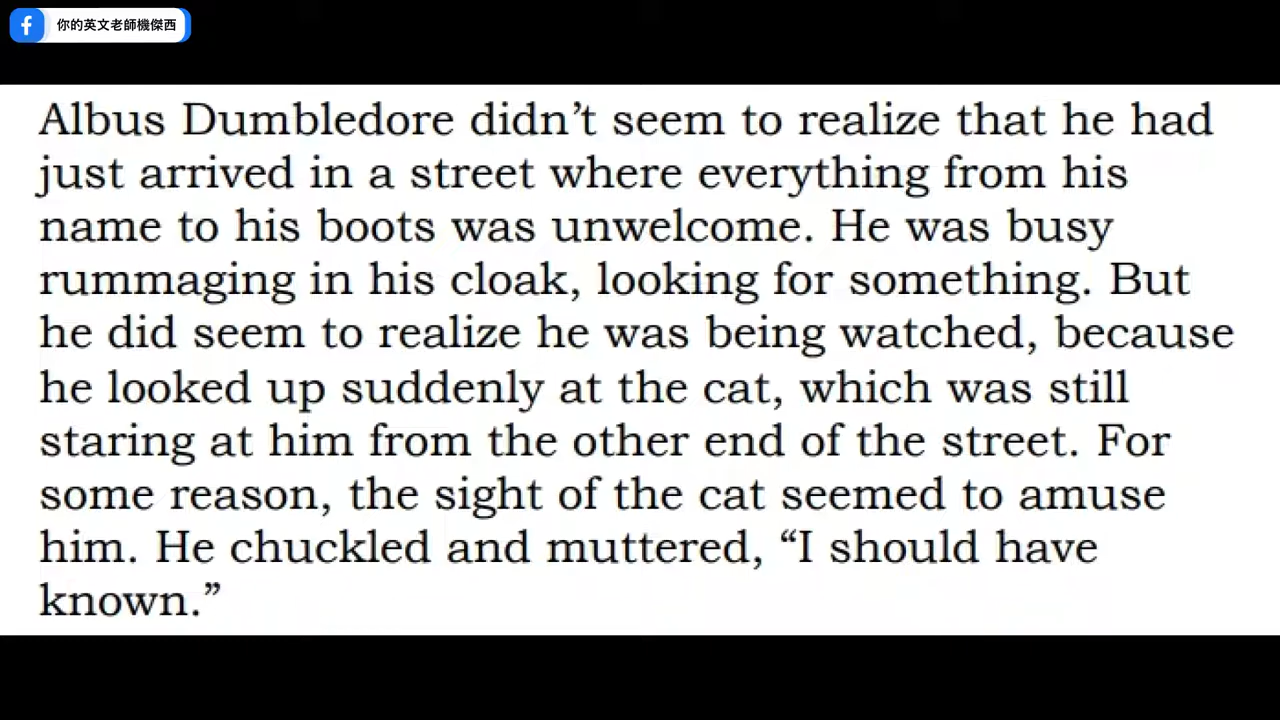 你的英文老師機傑西
Albus Dumbledore didn’t seem to realize that he had
just arrived in a street where everything from his
name to his boots was unwelcome. He was busy
rummaging in his cloak, looking for something. But
he did seem to realize he was being watched, because
he looked up suddenly at the cat, which was still
staring at him from the other end of the street. For
some reason, the sight of the cat seemed to amuse
him. He chuckled and muttered, “I should have
known.”